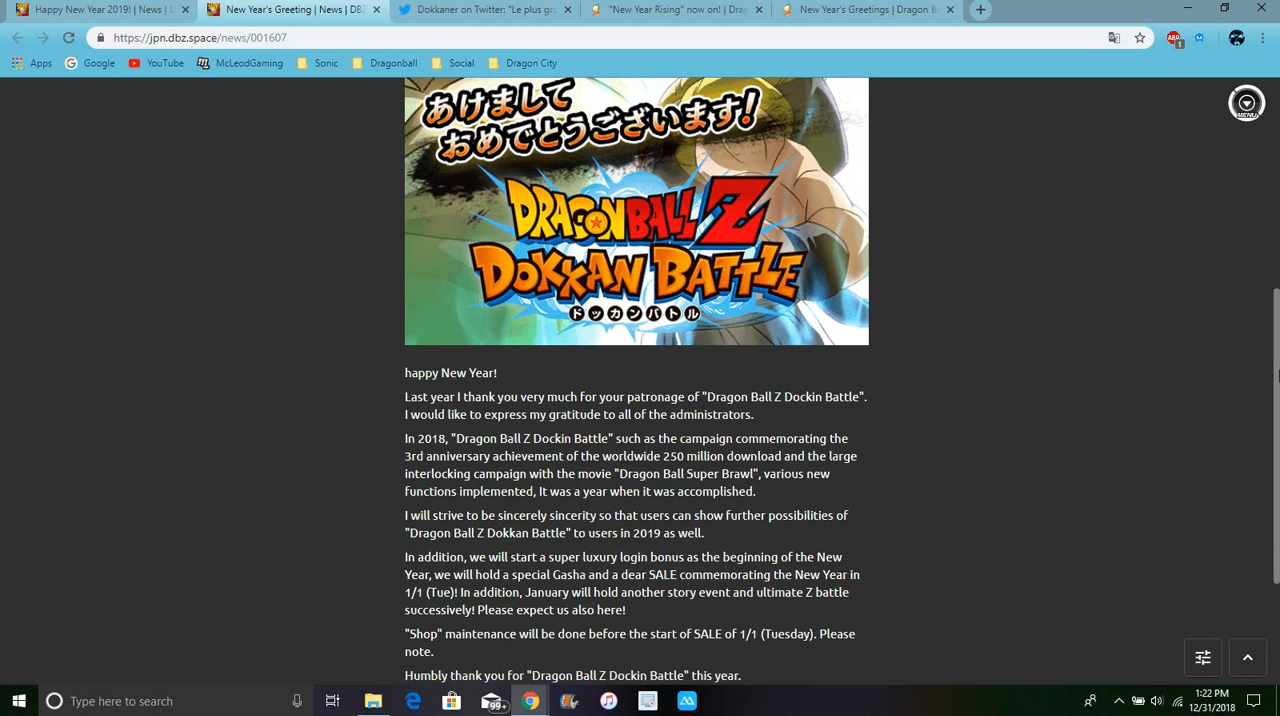 Happy New Year 2019! | News |
New Year's Greeting | News | DBZ
Dokkaner on Twitter: "Le plus gro
"New Year Rising" now on! | Drag
New Year's Greetings | Dragon B
https://jpn.dbz.space/news/001607
ABP
1
Apps
Google
YouTube
McLeodGaming
Sonic
Dragonball
Social
Dragon City
MENU
あけまして
おめでとうございます!
DRAGONBALL Z
DOKKAN BATTLE
ドッカンバトル
happy New Year!
Last year I thank you very much for your patronage of "Dragon Ball Z Dockin Battle".
I would like to express my gratitude to all of the administrators.
In 2018, "Dragon Ball Z Dockin Battle" such as the campaign commemorating the
3rd anniversary achievement of the worldwide 250 million download and the large
interlocking campaign with the movie "Dragon Ball Super Brawl", various new
functions implemented, It was a year when it was accomplished.
I will strive to be sincerely sincerity so that users can show further possibilities of
"Dragon Ball Z Dokkan Battle" to users in 2019 as well.
In addition, we will start a super luxury login bonus as the beginning of the New
Year, we will hold a special Gasha and a dear SALE commemorating the New Year in
1/1 (Tue)! In addition, January will hold another story event and ultimate Z battle
successively! Please expect us also here!
"Shop" maintenance will be done before the start of SALE of 1/1 (Tuesday). Please
note.
Humbly thank you for "Dragon Ball Z Dockin Battle" this year.
Type here to search
99+
1:22 PM
12/31/2018